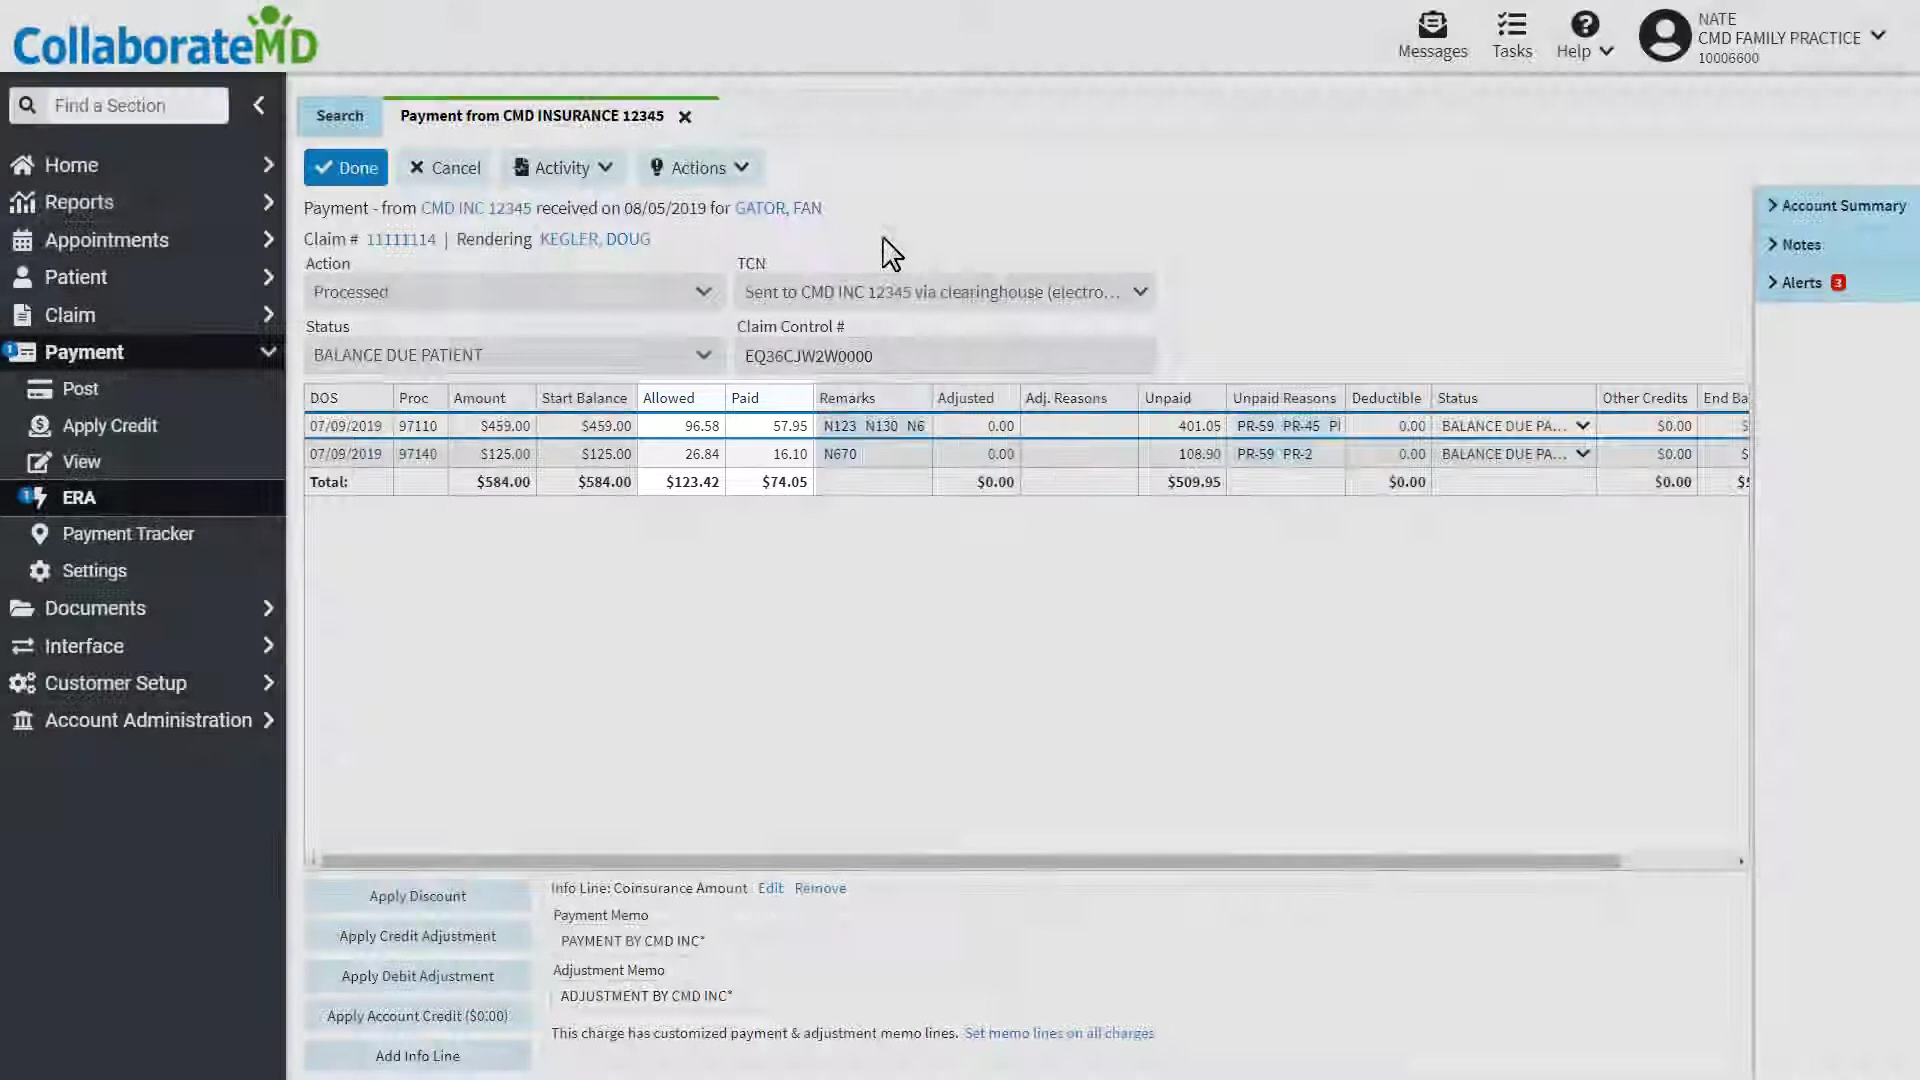 CollaborateMD
Messages
Tasks
Help
NATE
CMD FAMILY PRACTICE
10006600
Find a Section
Home
Reports
Appointments
Patient
Claim
1 Payment
Post
Apply Credit
View
1 ERA
Payment Tracker
Settings
Documents
Interface
Customer Setup
Account Administration
Search
Payment from CMD INSURANCE 12345
Done Cancel Activity Actions
Payment - from CMD INC 12345 received on 08/05/2019 for GATOR, FAN
Claim # 11111114 | Rendering KEGLER, DOUG
Action
Processed
TCN
Sent to CMD INC 12345 via clearinghouse (electro...
Status
BALANCE DUE PATIENT
Claim Control #
EQ36CJW2W0000
DOS Proc Amount Start Balance Allowed Paid Remarks Adjusted Adj. Reasons Unpaid Unpaid Reasons Deductible Status Other Credits End Ba
07/09/2019 97110 $459.00 $459.00 96.58 57.95 N123 N130 N6 0.00 401.05 PR-59 PR-45 0.00 BALANCE DUE PA... $0.00
07/09/2019 97140 $125.00 $125.00 26.84 16.10 N670 0.00 108.90 PR-59 PR-2 0.00 BALANCE DUE PA... $0.00
Total: $584.00 $584.00 $123.42 $74.05 $0.00 $509.95 $0.00 $0.00
Apply Discount
Apply Credit Adjustment
Apply Debit Adjustment
Apply Account Credit ($0.00)
Add Info Line
Info Line: Coinsurance Amount Edit Remove
Payment Memo
PAYMENT BY CMD INC*
Adjustment Memo
ADJUSTMENT BY CMD INC*
This charge has customized payment & adjustment memo lines. Set memo lines on all charges
Account Summary
Notes
Alerts 3